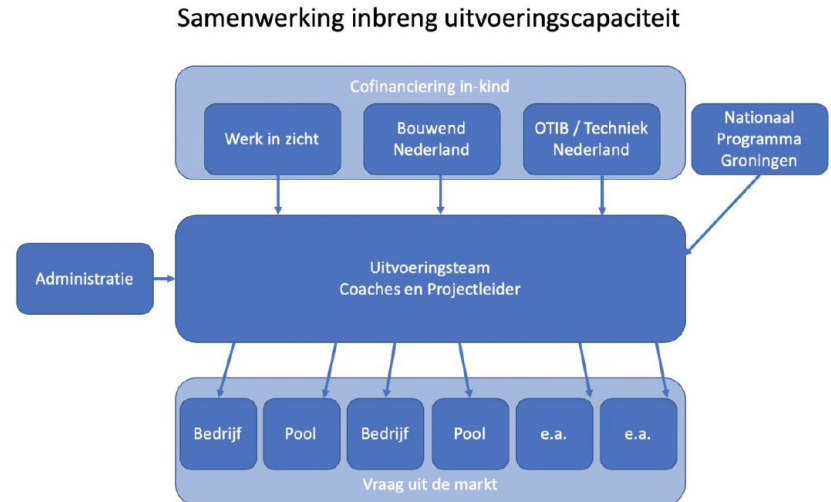 Samenwerking inbreng uitvoeringscapaciteit
Cofinanciering in-kind
Werk in zicht
Bouwend
Nederland
OTIB / Techniek
Nederland
Nationaal
Programma
Groningen
Administratie
Uitvoeringsteam
Coaches en Projectleider
Bedrijf
Pool
Bedrijf
Pool
e.a.
e.a.
Vraag uit de markt